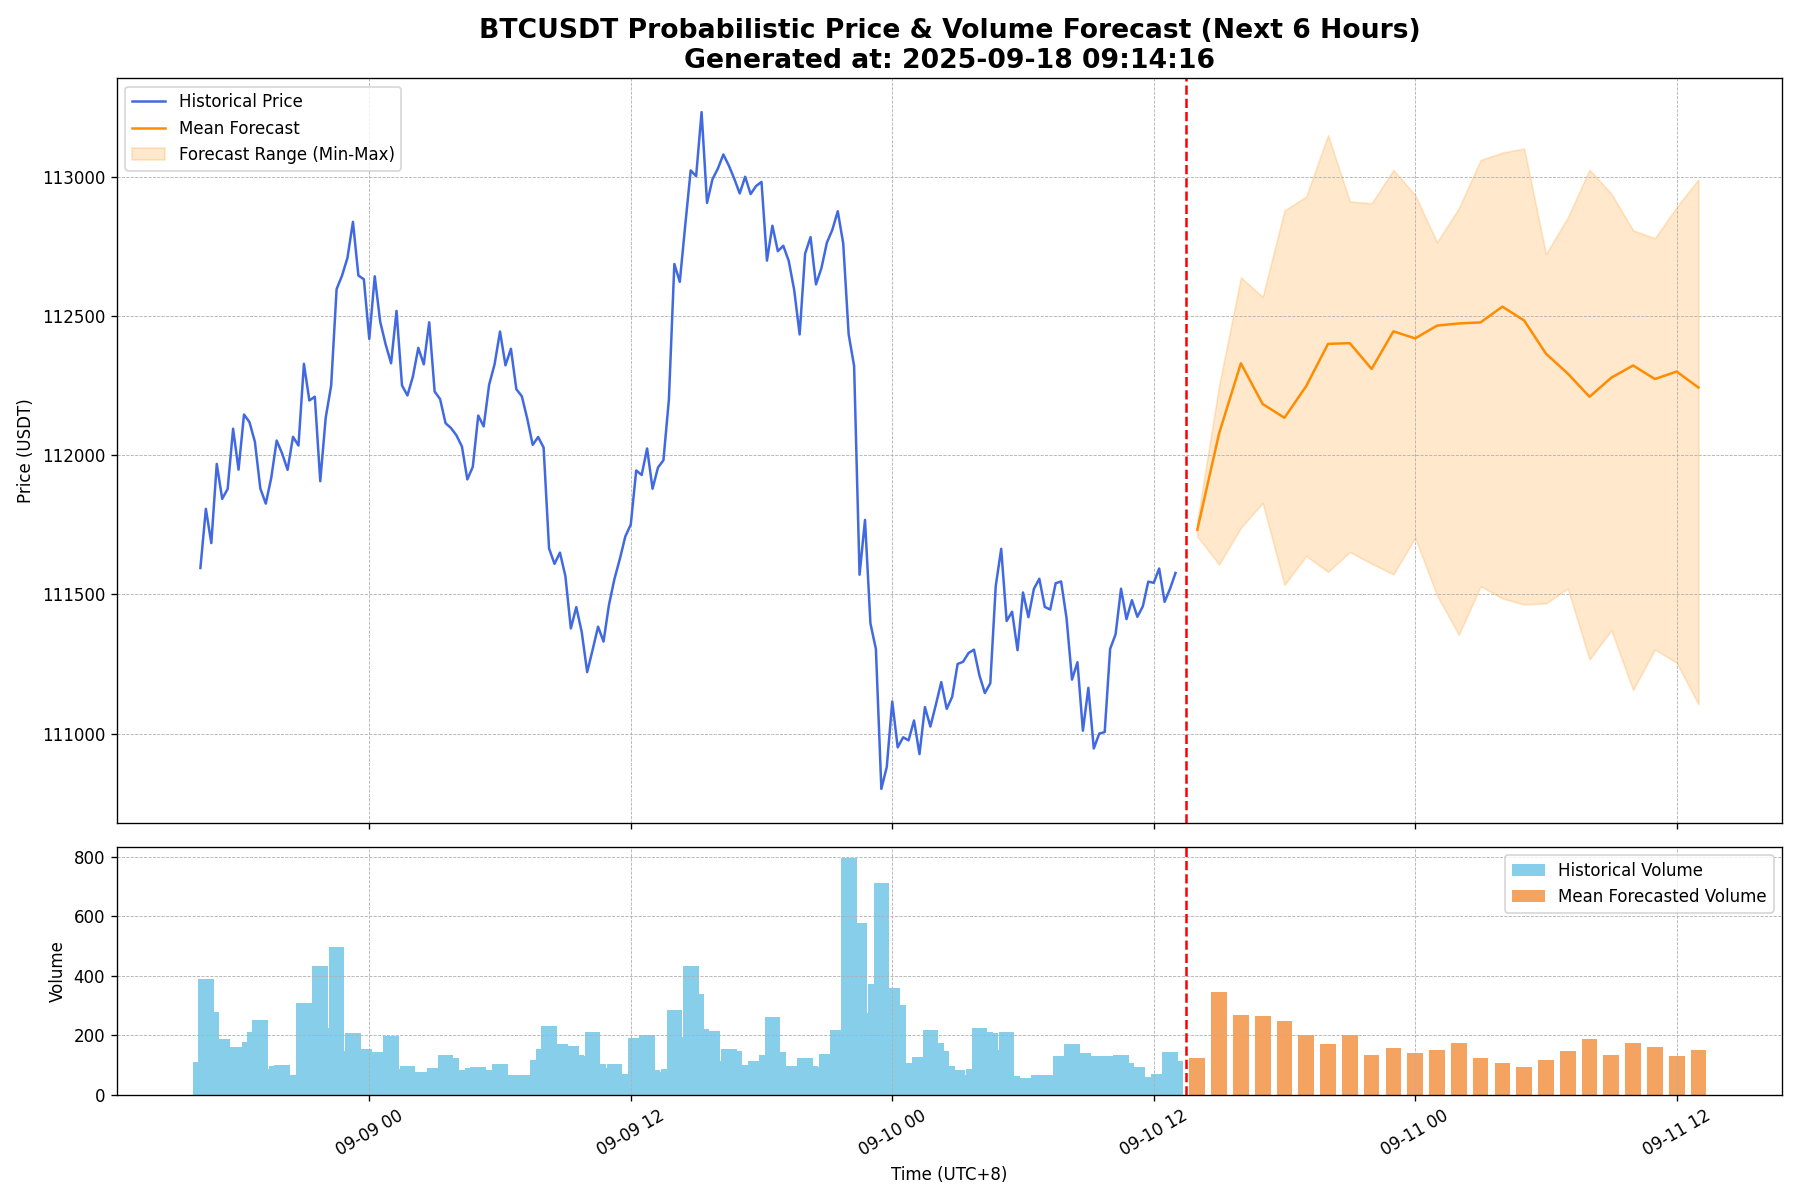 BTCUSDT Probabilistic Price & Volume Forecast (Next 6 Hours)
Generated at: 2025-09-18 09:14:16
Historical Price
Mean Forecast
Forecast Range (Min-Max)
Price (USDT)
113000
112500
112000
111500
111000
Historical Volume
Mean Forecasted Volume
Volume
800
600
400
200
0
09-09 00
09-09 12
09-10 00
09-10 12
09-11 00
09-11 12
Time (UTC+8)